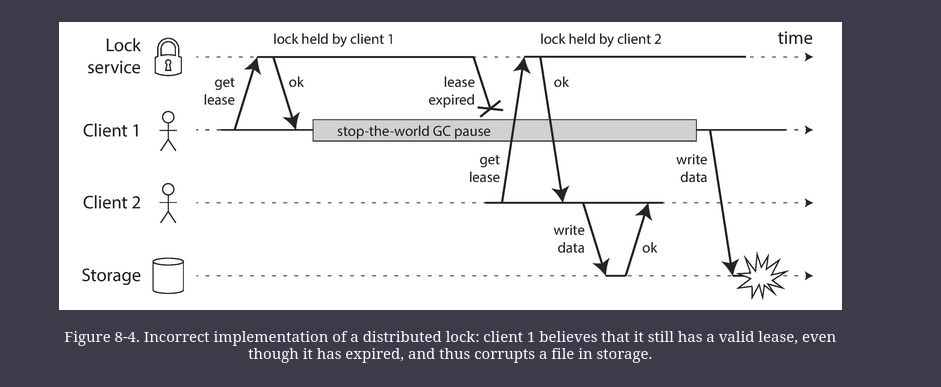 Lock service
lock held by client 1
lock held by client 2
time
get lease
ok
lease expired
ok
Client 1
stop-the-world GC pause
get lease
write data
Client 2
write data
ok
Storage
Figure 8-4. Incorrect implementation of a distributed lock: client 1 believes that it still has a valid lease, even
though it has expired, and thus corrupts a file in storage.